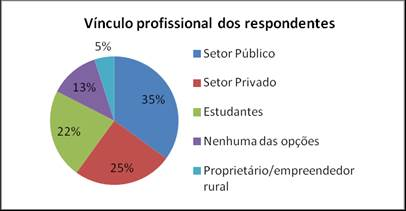 Vínculo profissional dos respondentes
5%
13%
35%
22%
25%
Setor Público
Setor Privado
Estudantes
Nenhuma das opções
Proprietário/empreendedor
rural